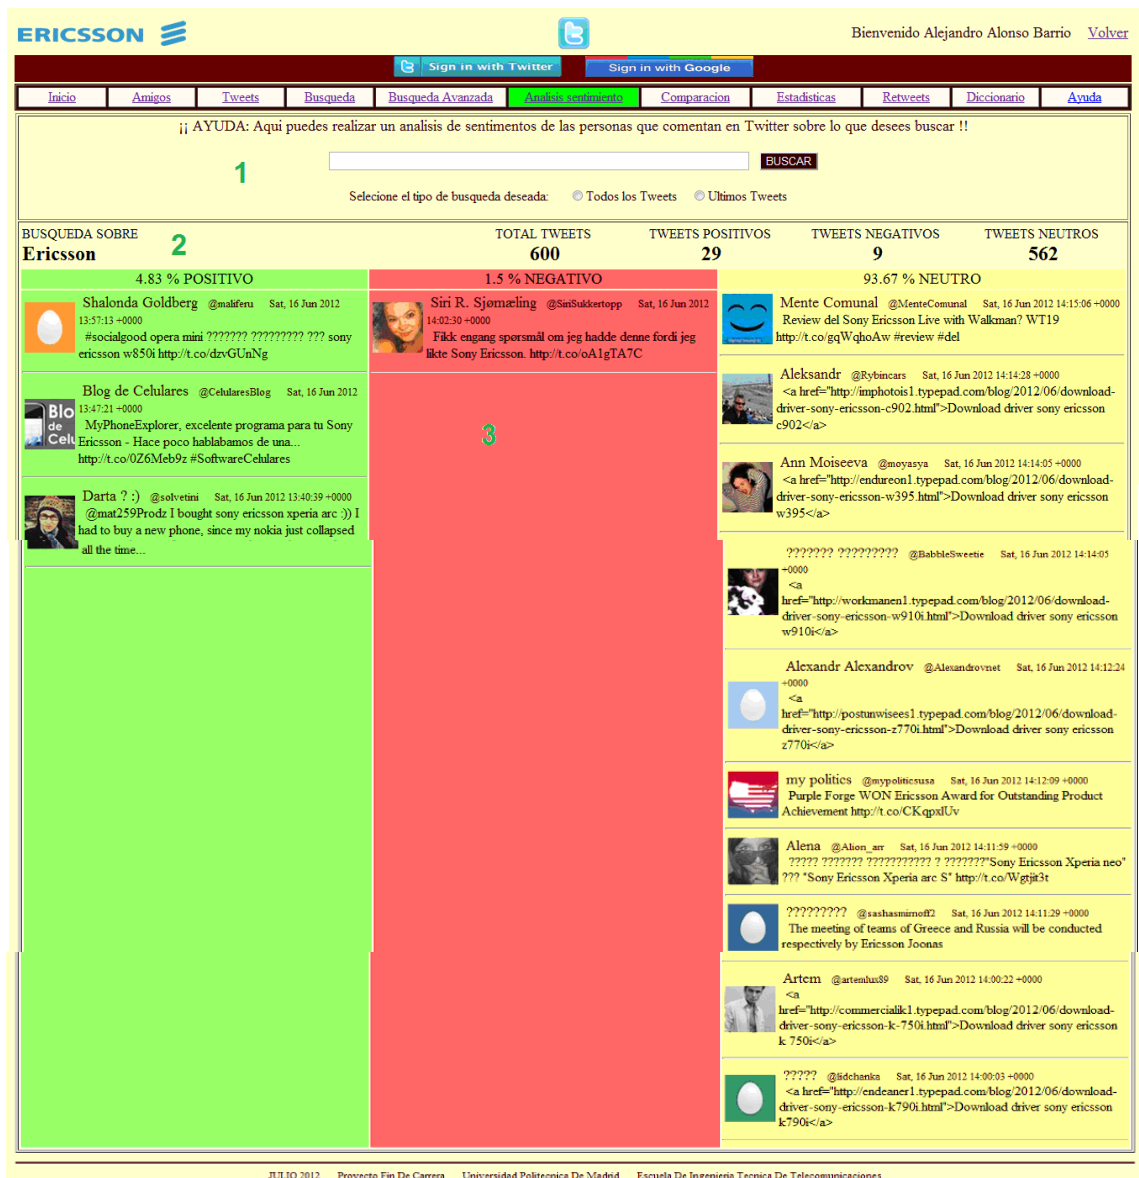 ERICSSON
Bienvenido Alejandro Alonso Barrio Volver
Sign in with Twitter Sign in with Google
Inicio Amigos Tweets Busqueda Busqueda Avanzada Analisis sentimiento Comparacion Estadisticas Retweets Diccionario Ayuda
¡¡ AYUDA: Aqui puedes realizar un analisis de sentimentos de las personas que comentan en Twitter sobre lo que desees buscar !!
1
BUSCAR
Selecione el tipo de busqueda deseada: Todos los Tweets Ultimos Tweets
BUSQUEDA SOBRE 2 TOTAL TWEETS TWEETS POSITIVOS TWEETS NEGATIVOS TWEETS NEUTROS
Ericsson 600 29 9 562
4.83 % POSITIVO
Shalonda Goldberg @maliferu Sat, 16 Jun 2012
13:57:13 +0000
#socialgood opera mini ??????? ????????? ??? sony
ericsson w850i http://t.co/dzvGUnNg
Blog de Celulares @CelularesBlog Sat, 16 Jun 2012
13:47:21 +0000
Blo
de
Celu
MyPhoneExplorer, excelente programa para tu Sony
Ericsson - Hace poco hablabamos de una...
http://t.co/0Z6Meb9z #SoftwareCelulares
Darta ? :) @solvetini Sat, 16 Jun 2012 13:40:39 +0000
@mat259Prodz I bought sony ericsson xperia arc :)) I
had to buy a new phone, since my nokia just collapsed
all the time...
1.5 % NEGATIVO
Siri R. Sjømæling @SiriSukkertopp Sat, 16 Jun 2012
14:02:30 +0000
Fikk engang spørsmål om jeg hadde denne fordi jeg
likte Sony Ericsson. http://t.co/oA1gTA7C
3
93.67 % NEUTRO
Mente Comunal @MenteComunal Sat, 16 Jun 2012 14:15:06 +0000
Review del Sony Ericsson Live with Walkman? WT19
http://t.co/gqWqhoAw #review #del
Aleksandr @Rybincars Sat, 16 Jun 2012 14:14:28 +0000
<a href="http://imphotois1.typepad.com/blog/2012/06/download-
driver-sony-ericsson-c902.html">Download driver sony ericsson
c902</a>
Ann Moiseeva @moyasya Sat, 16 Jun 2012 14:14:05 +0000
<a href="http://endureon1.typepad.com/blog/2012/06/download-
driver-sony-ericsson-w395.html">Download driver sony ericsson
w395</a>
??????? ????????? @BabbleSweetie Sat, 16 Jun 2012 14:14:05
+0000
<a
href="http://workmanen1.typepad.com/blog/2012/06/download-
driver-sony-ericsson-w910i.html">Download driver sony ericsson
w910i</a>
Alexandr Alexandrov @Alexandrovnet Sat, 16 Jun 2012 14:12:24
+0000
<a
href="http://postunwisees1.typepad.com/blog/2012/06/download-
driver-sony-ericsson-z770i.html">Download driver sony ericsson
z770i</a>
my politics @mypoliticsusa Sat, 16 Jun 2012 14:12:09 +0000
Purple Forge WON Ericsson Award for Outstanding Product
Achievement http://t.co/CKqpxlUv
Alena @Alion_arr Sat, 16 Jun 2012 14:11:59 +0000
????? ??????? ??????????? ? ???????"Sony Ericsson Xperia neo"
??? "Sony Ericsson Xperia arc S" http://t.co/Wgtjit3t
????????? @sashasmirnoff2 Sat, 16 Jun 2012 14:11:29 +0000
The meeting of teams of Greece and Russia will be conducted
respectively by Ericsson Joonas
Artem @artemlux89 Sat, 16 Jun 2012 14:00:22 +0000
<a
href="http://commercialik1.typepad.com/blog/2012/06/download-
driver-sony-ericsson-k-750i.html">Download driver sony ericsson
k 750i</a>
????? @lidchanka Sat, 16 Jun 2012 14:00:03 +0000
<a href="http://endeaner1.typepad.com/blog/2012/06/download-
driver-sony-ericsson-k790i.html">Download driver sony ericsson
k790i</a>
JULIO 2012 Proyecto Fin De Carrera Universidad Politecnica De Madrid Escuela De Ingenieria Tecnica De Telecomunicaciones